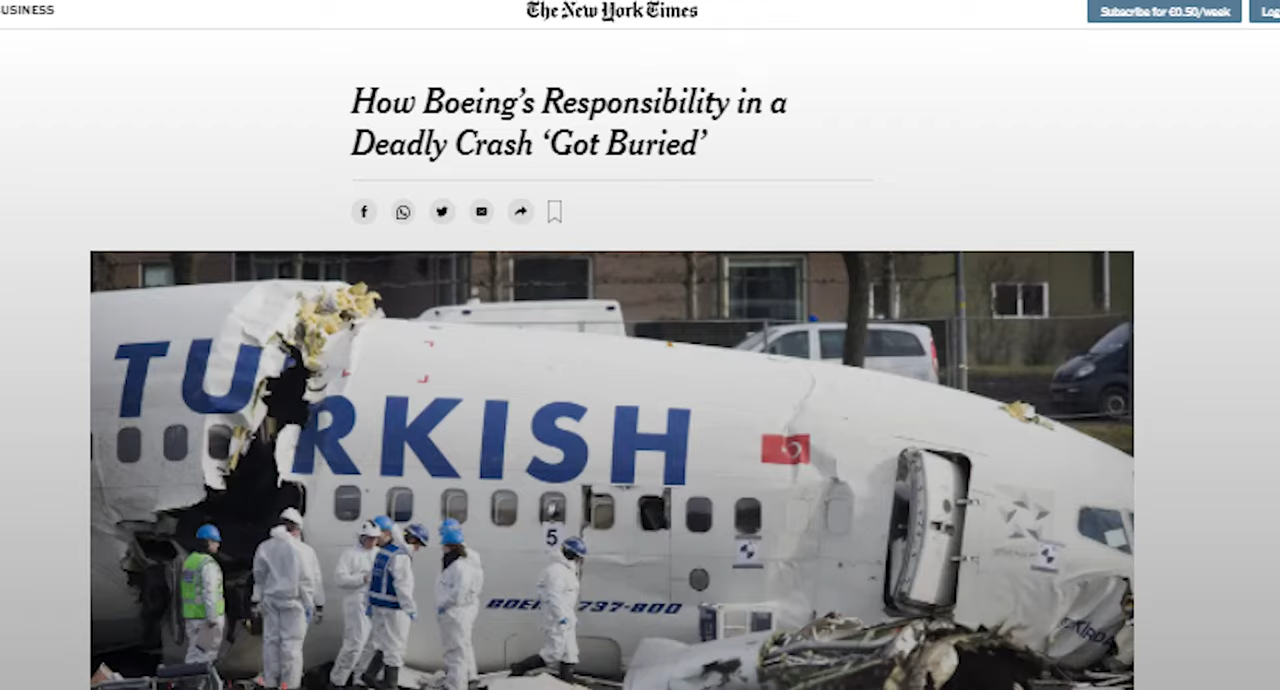 USINESS
The New York Times
Subscribe for €0.50/week
Log
How Boeing's Responsibility in a
Deadly Crash ‘Got Buried’
TURKISH
5
737-800